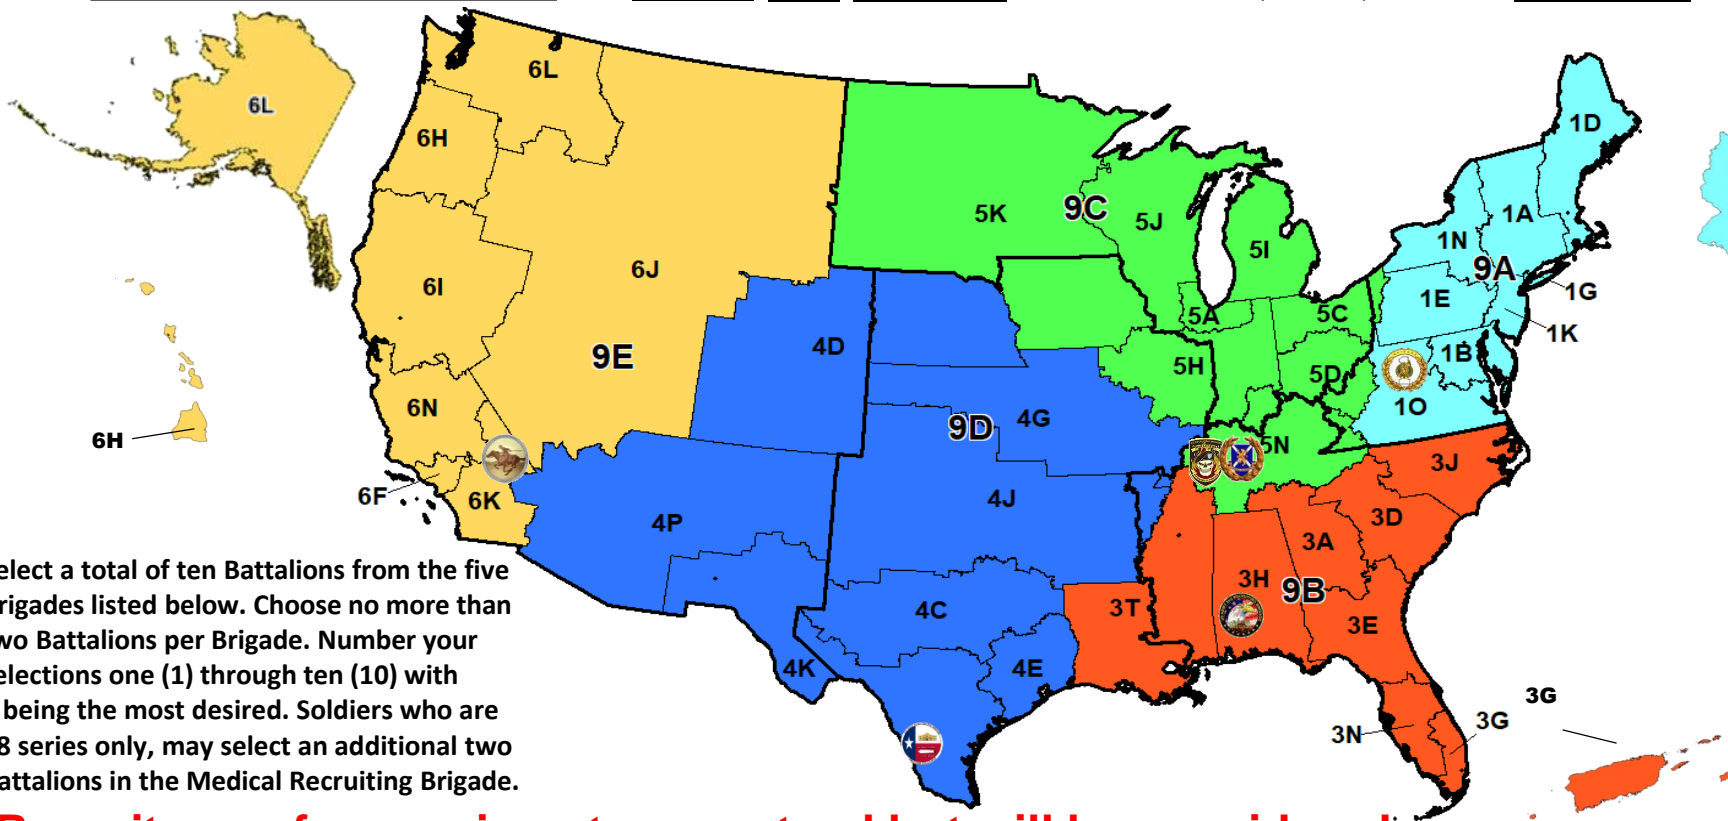 6L
6L
1D
6H
5K
9C
5J
1A
1N
5I
9A
6J
6I
1E
1G
5A
5C
1K
4D
9E
1B
5H
5D
6N
4G
1O
9D
6H
5N
3J
6F
6K
4J
4P
3D
3A
elect a total of ten Battalions from the five
rigades listed below. Choose no more than
wo Battalions per Brigade. Number your
elections one (1) through ten (10) with
being the most desired. Soldiers who are
8 series only, may select an additional two
attalions in the Medical Recruiting Brigade.
3H
9B
4C
3T
3E
4K
4E
3G
3G
3N